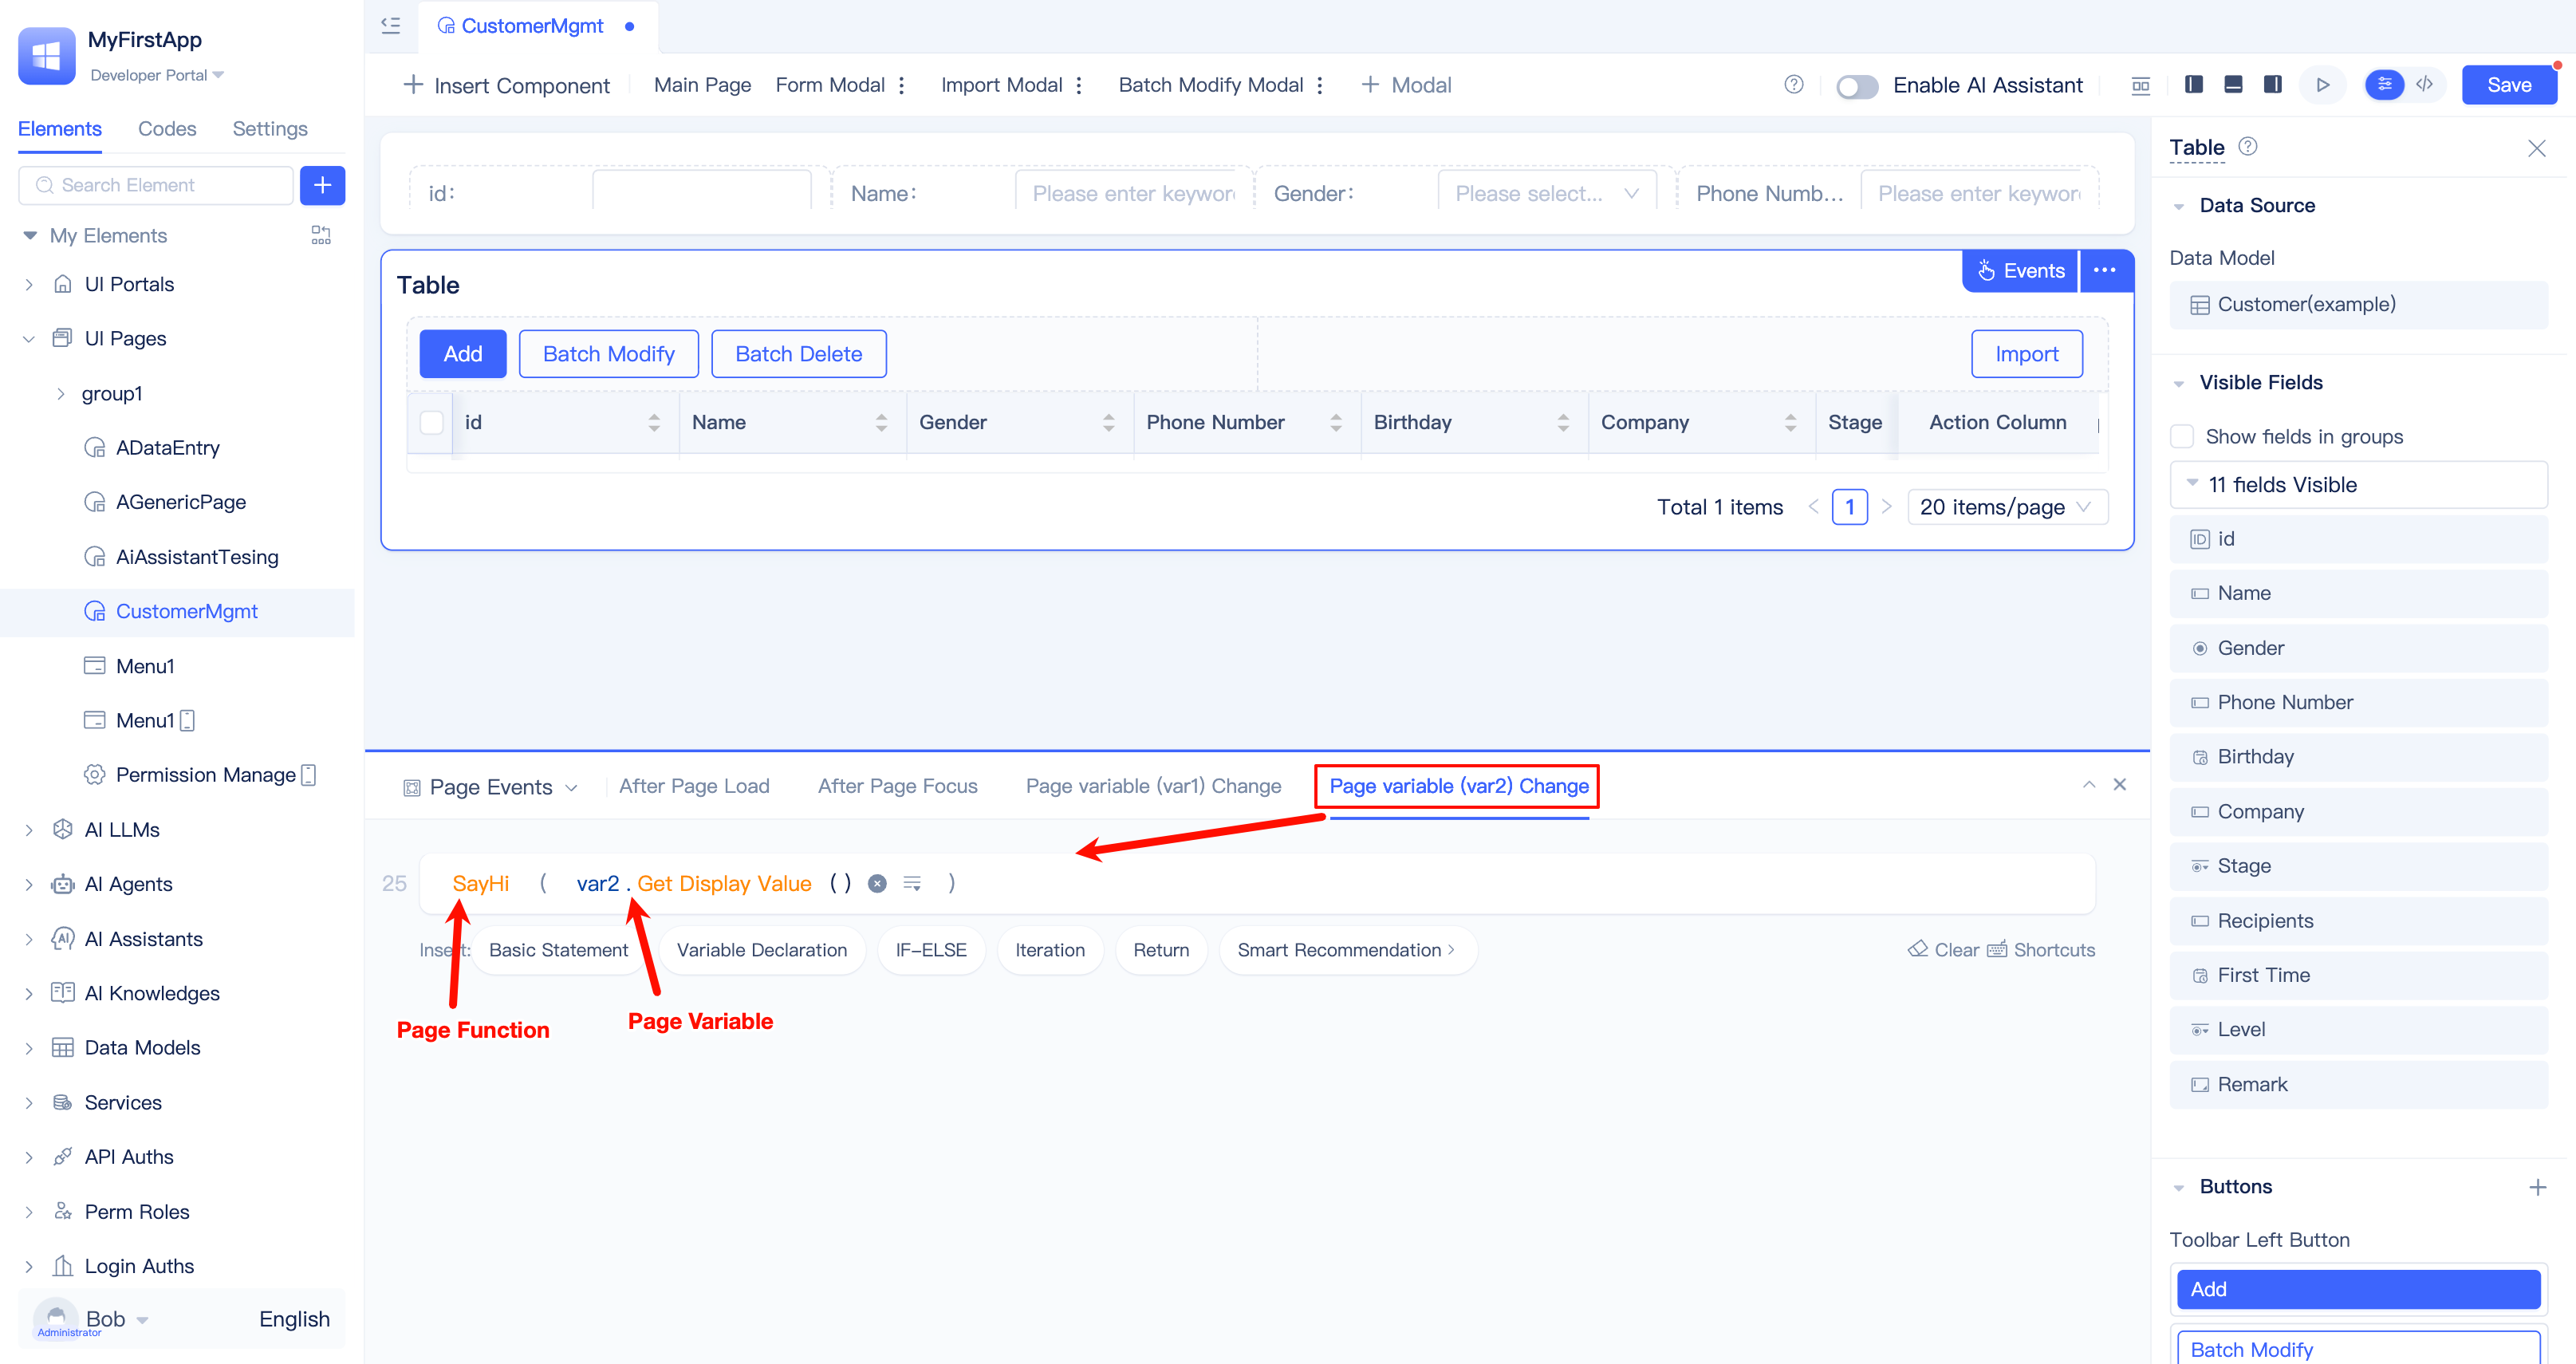 MyFirstApp
Developer Portal
Elements Codes Settings
Search Element
My Elements
UI Portals
UI Pages
group1
ADataEntry
AGenericPage
AiAssistantTesing
CustomerMgmt
Menu1
Menu1
Permission Manage
AI LLMs
AI Agents
AI Assistants
AI Knowledges
Data Models
Services
API Auths
Perm Roles
Login Auths
Bob English
Administrator
CustomerMgmt
Insert Component Main Page Form Modal Import Modal Batch Modify Modal Modal Enable AI Assistant Save
id: Name: Please enter keywor Gender: Please select... Phone Numb... Please enter keywor
Events
Table
Add Batch Modify Batch Delete Import
id Name Gender Phone Number Birthday Company Stage Action Column
Total 1 items 1 20 items/page
Page Events After Page Load After Page Focus Page variable (var1) Change Page variable (var2) Change
25 SayHi ( var2 . Get Display Value () )
Insert: Basic Statement Variable Declaration IF-ELSE Iteration Return Smart Recommendation Clear Shortcuts
Page Function
Page Variable
Table
Data Source
Data Model
Customer(example)
Visible Fields
Show fields in groups
11 fields Visible
id
Name
Gender
Phone Number
Birthday
Company
Stage
Recipients
First Time
Level
Remark
Buttons
Toolbar Left Button
Add
Batch Modify